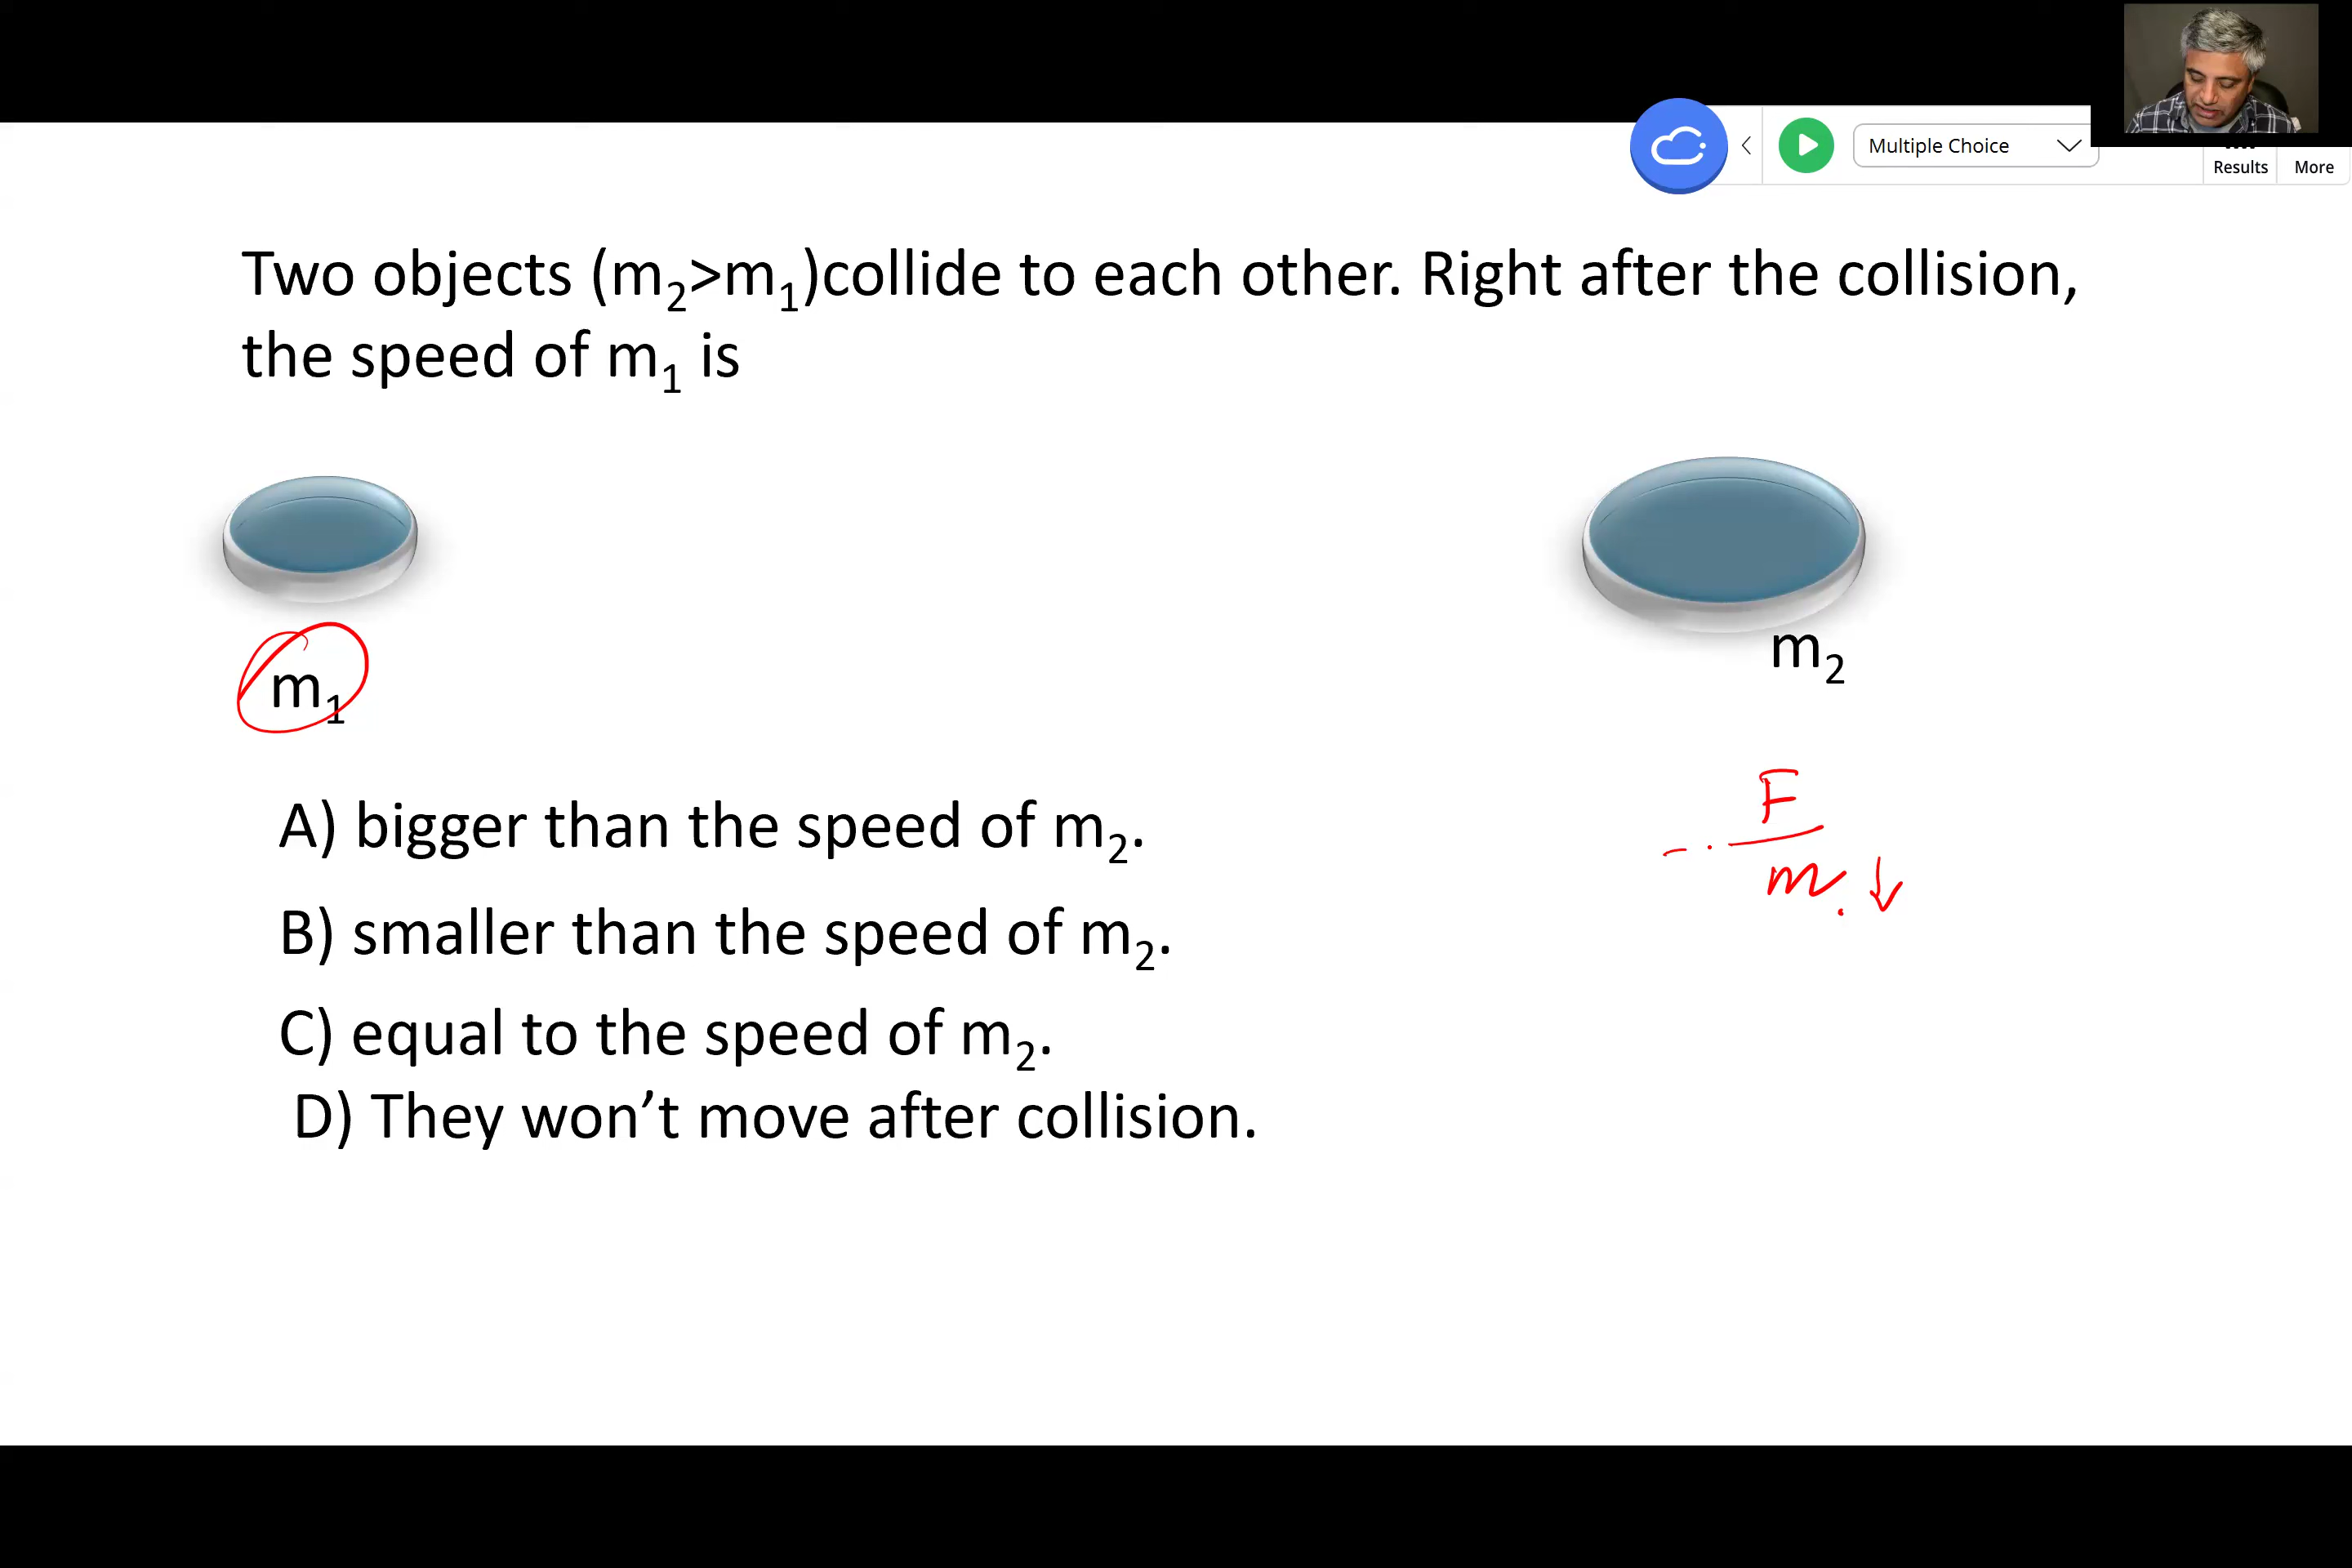 Multiple Choice
Results
More
Two objects (m₂>m₁)collide to each other. Right after the collision,
the speed of m₁ is
m₁
m₂
A) bigger than the speed of m₂.
B) smaller than the speed of m₂.
C) equal to the speed of m₂.
D) They won’t move after collision.
F
m. ↓